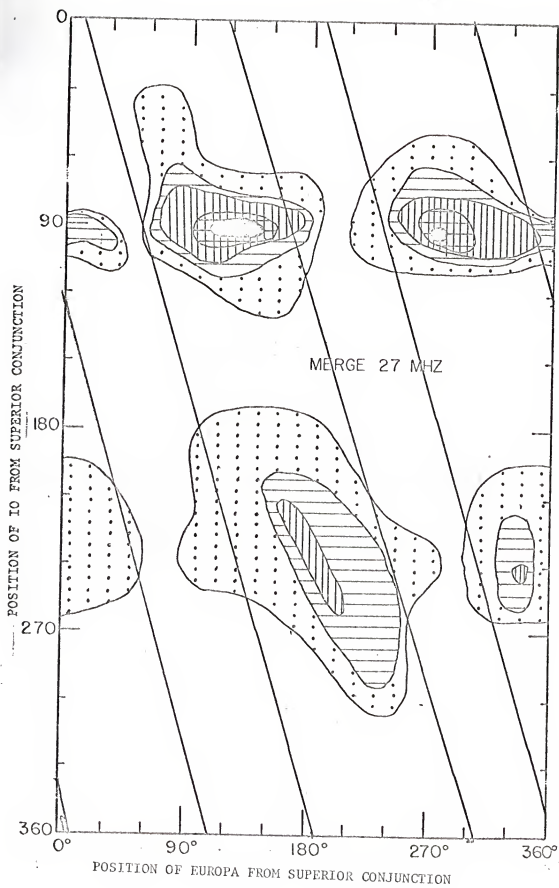 0
90
180
270
360
POSITION OF IO FROM SUPERIOR CONJUNCTION
MERGE 27 MHZ
0° 90° 180° 270° 360°
POSITION OF EUROPA FROM SUPERIOR CONJUNCTION